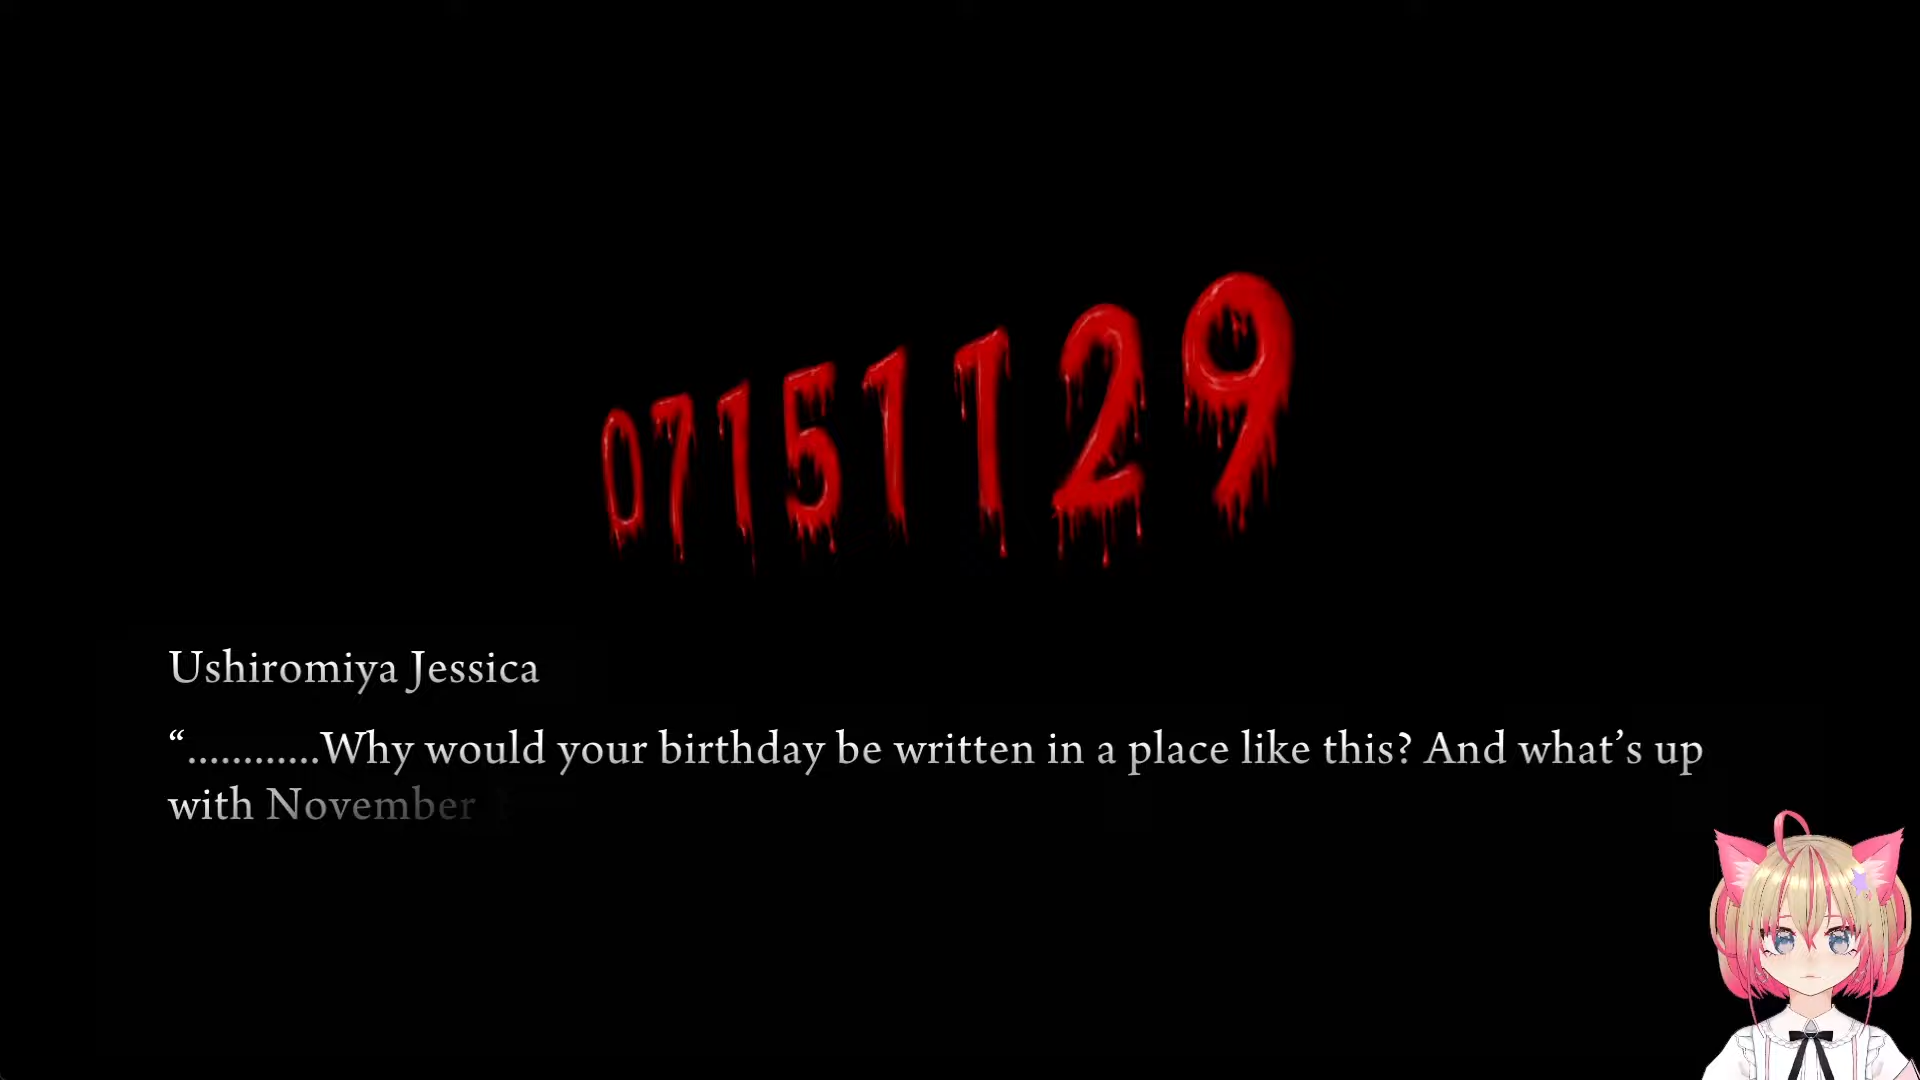 07151129
Ushiromiya Jessica
“............Why would your birthday be written in a place like this? And what’s up
with November